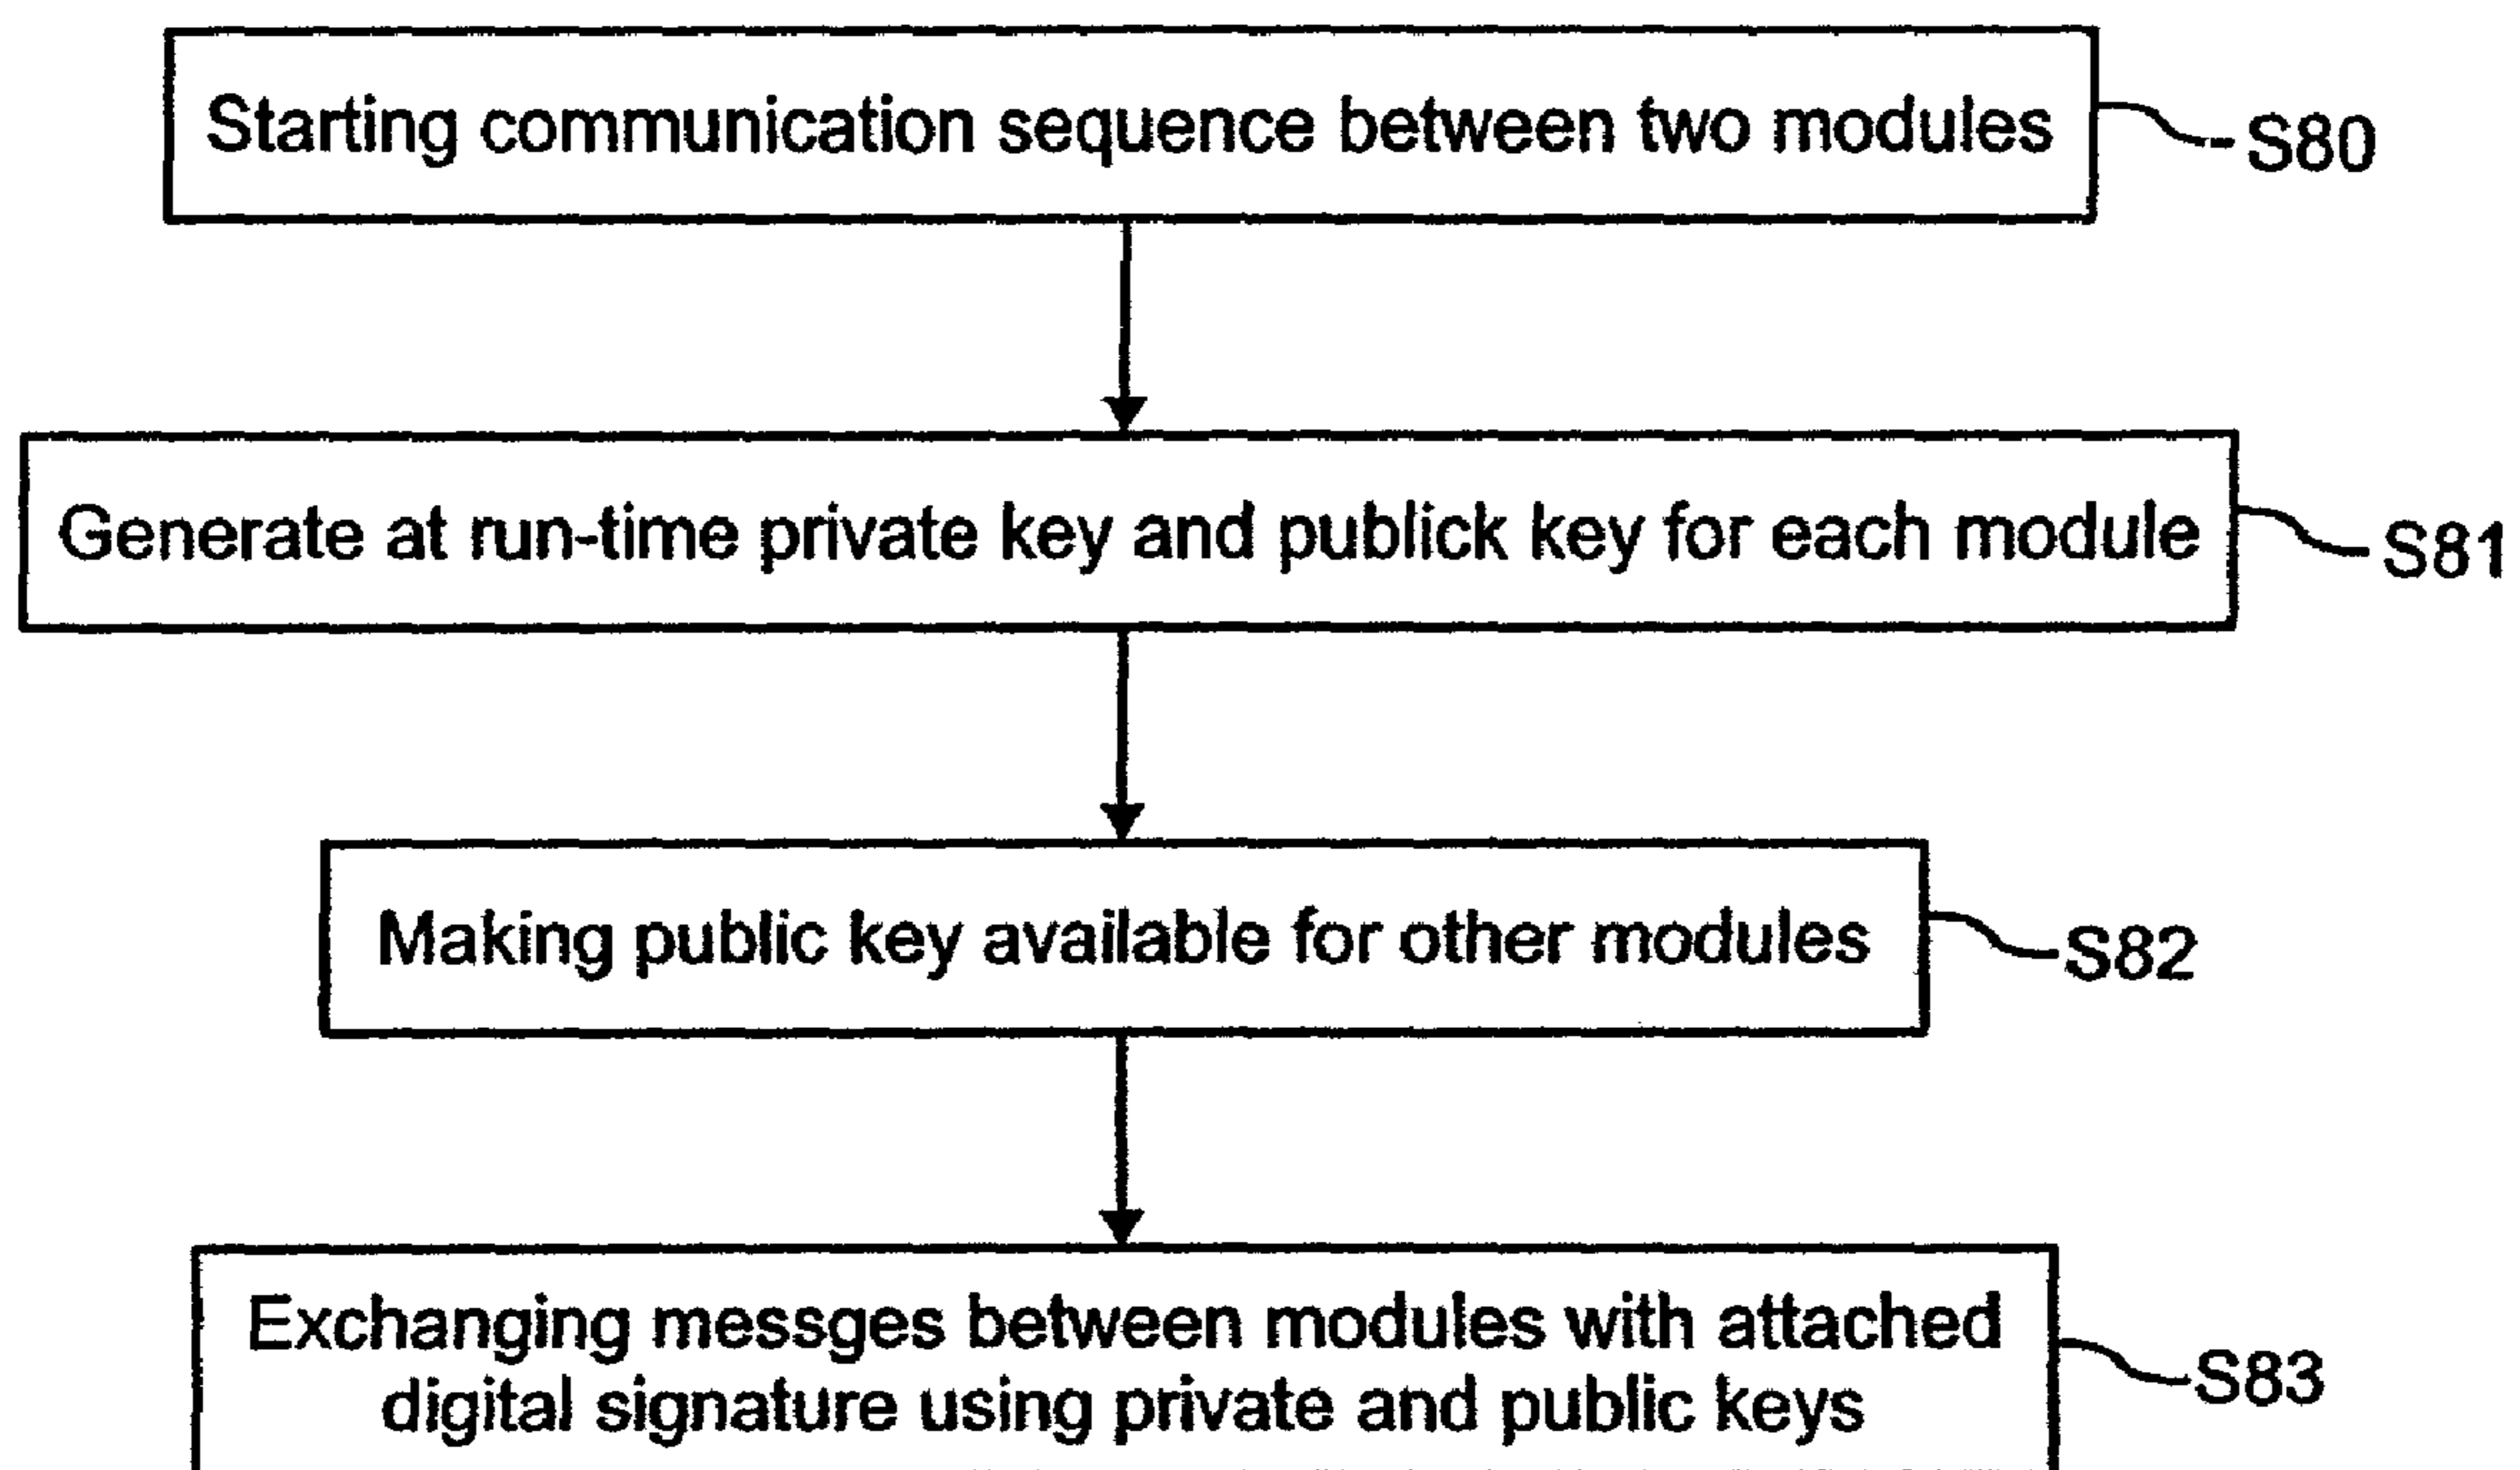 Starting communication sequence between two modules
S80
Generate at run-time private key and publick key for each module
S81
Making public key available for other modules
S82
Exchanging messges between modules with attached
digital signature using private and public keys
S83